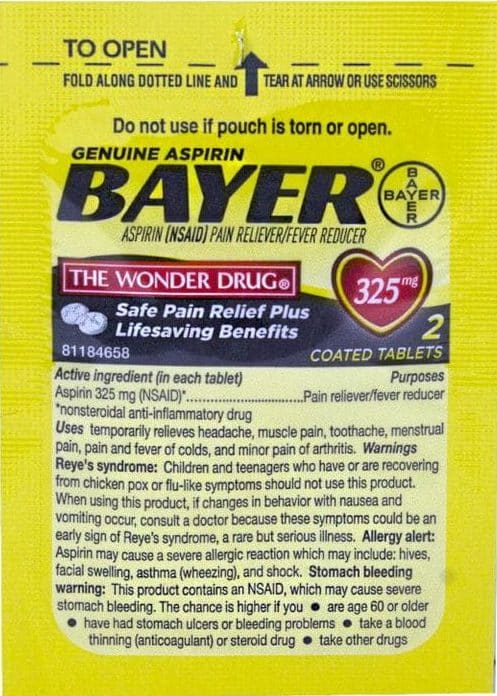 TO OPEN
FOLD ALONG DOTTED LINE AND TEAR AT ARROW OR USE SCISSORS
Do not use if pouch is torn or open.
GENUINE ASPIRIN
BAYER®
BAYER
BAYER
ASPIRIN (NSAID) PAIN RELIEVER/FEVER REDUCER
THE WONDER DRUG®
325 mg
Safe Pain Relief Plus
Lifesaving Benefits
2
81184658
COATED TABLETS
Active ingredient (in each tablet) Purposes
Aspirin 325 mg (NSAID)*..............................Pain reliever/fever reducer
*nonsteroidal anti-inflammatory drug
Uses temporarily relieves headache, muscle pain, toothache, menstrual
pain, pain and fever of colds, and minor pain of arthritis. Warnings
Reye's syndrome: Children and teenagers who have or are recovering
from chicken pox or flu-like symptoms should not use this product.
When using this product, if changes in behavior with nausea and
vomiting occur, consult a doctor because these symptoms could be an
early sign of Reye's syndrome, a rare but serious illness. Allergy alert:
Aspirin may cause a severe allergic reaction which may include: hives,
facial swelling, asthma (wheezing), and shock. Stomach bleeding
warning: This product contains an NSAID, which may cause severe
stomach bleeding. The chance is higher if you ● are age 60 or older
● have had stomach ulcers or bleeding problems ● take a blood
thinning (anticoagulant) or steroid drug ● take other drugs